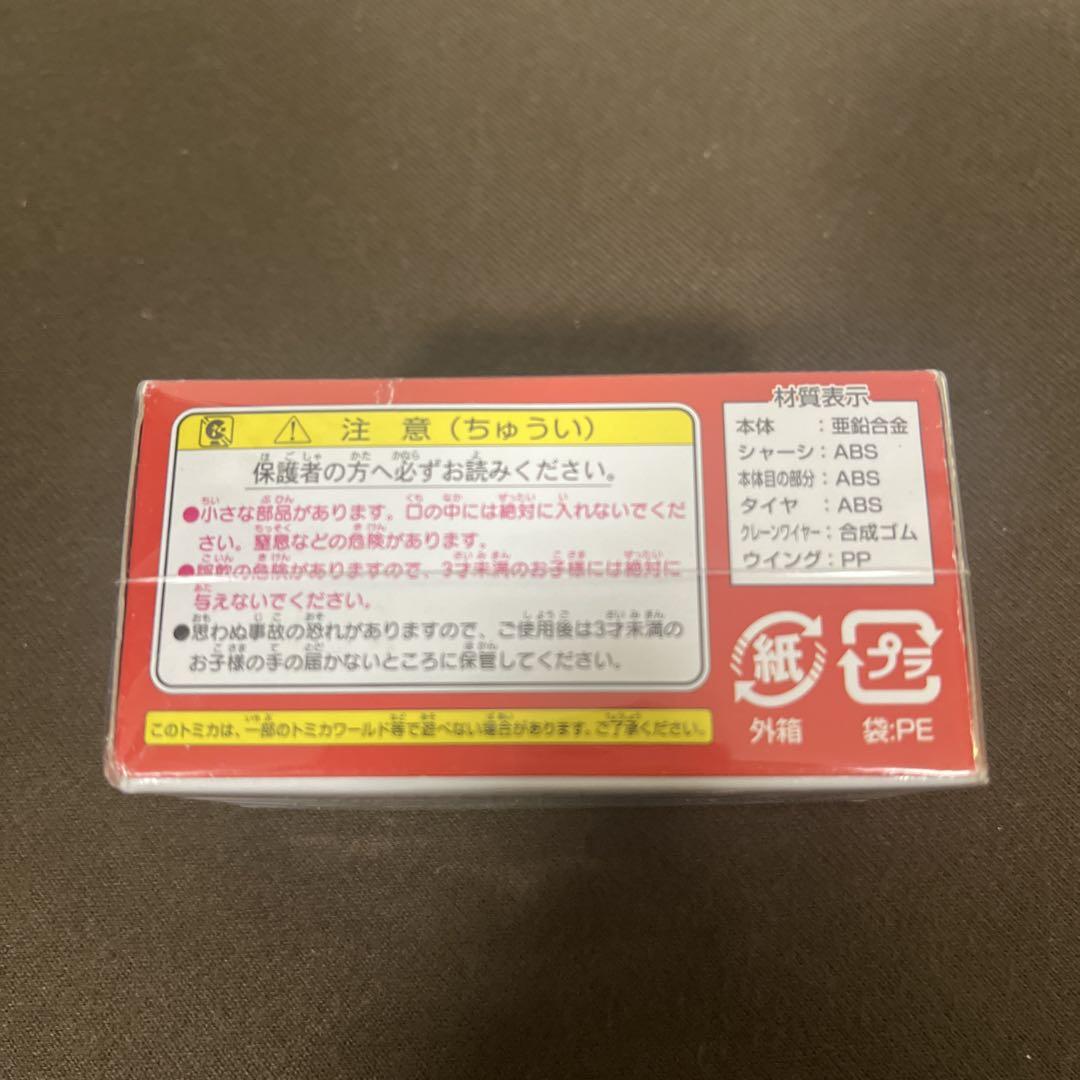 注 意（ちゅうい）
保護者の方へ必ずお読みください。
●小さな部品があります。口の中には絶対に入れないでくだ
さい。窒息などの危険があります。
●誤飲の危険がありますので、3才未満のお子様には絶対に
与えないでください。
●思わぬ事故の恐れがありますので、ご使用後は3才未満の
お子様の手の届かないところに保管してください。
このトミカは、一部のトミカワールド等で遊べない場合があります。ご了承ください。
材質表示
本体 ：亜鉛合金
シャーシ：ABS
本体目の部分：ABS
タイヤ ：ABS
クレーンワイヤー：合成ゴム
ウイング：PP
紙
外箱
プラ
袋:PE